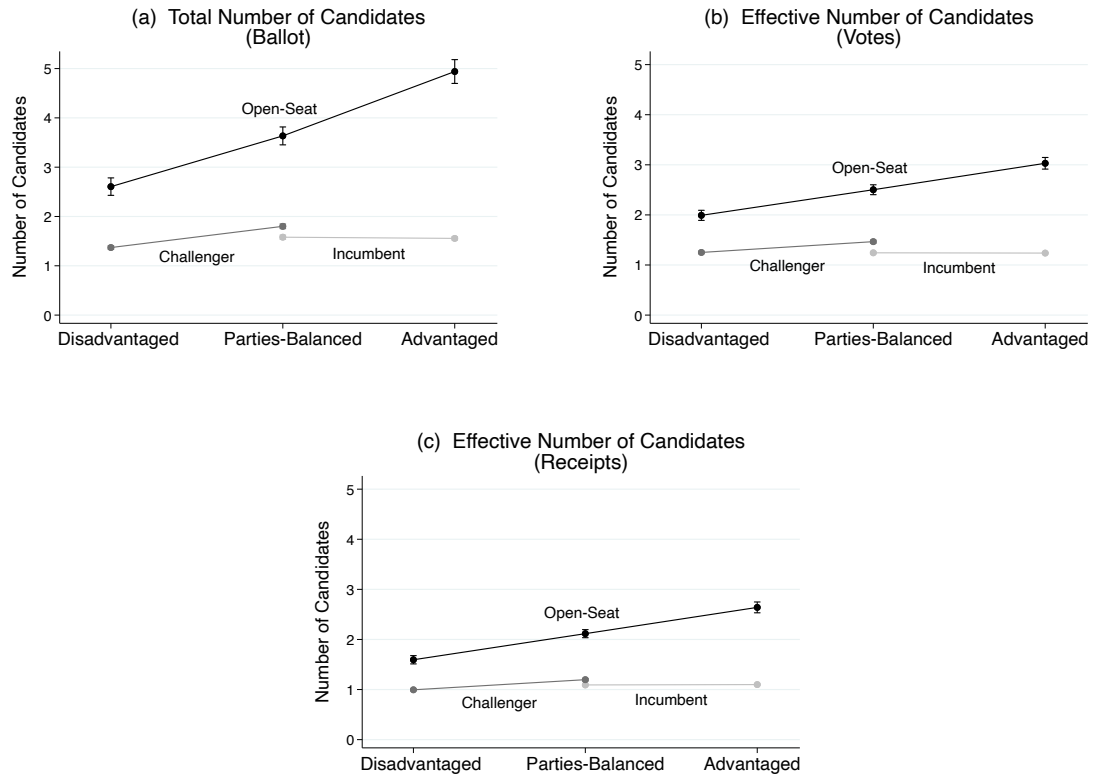 (a) Total Number of Candidates
(Ballot)
Number of Candidates
5
4
3
2
1
0
Open-Seat
Challenger
Incumbent
Disadvantaged Parties-Balanced Advantaged
(b) Effective Number of Candidates
(Votes)
Number of Candidates
5
4
3
2
1
0
Open-Seat
Challenger
Incumbent
Disadvantaged Parties-Balanced Advantaged
(c) Effective Number of Candidates
(Receipts)
Number of Candidates
5
4
3
2
1
0
Open-Seat
Challenger
Incumbent
Disadvantaged Parties-Balanced Advantaged